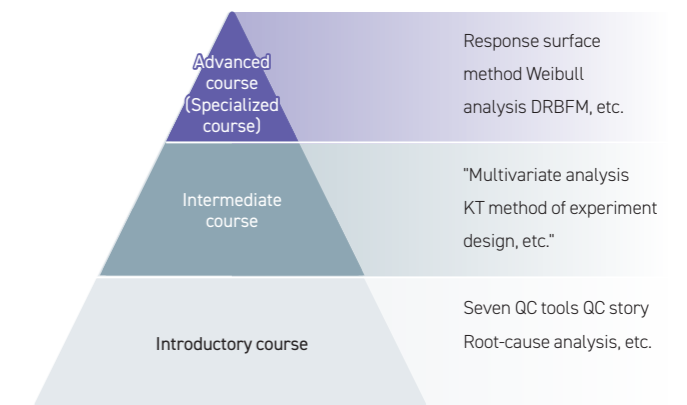 Advanced
course
(Specialized
course)
Response surface
method Weibull
analysis DRBFM, etc.
Intermediate
course
"Multivariate analysis
KT method of experiment
design, etc."
Introductory course
Seven QC tools QC story
Root-cause analysis, etc.